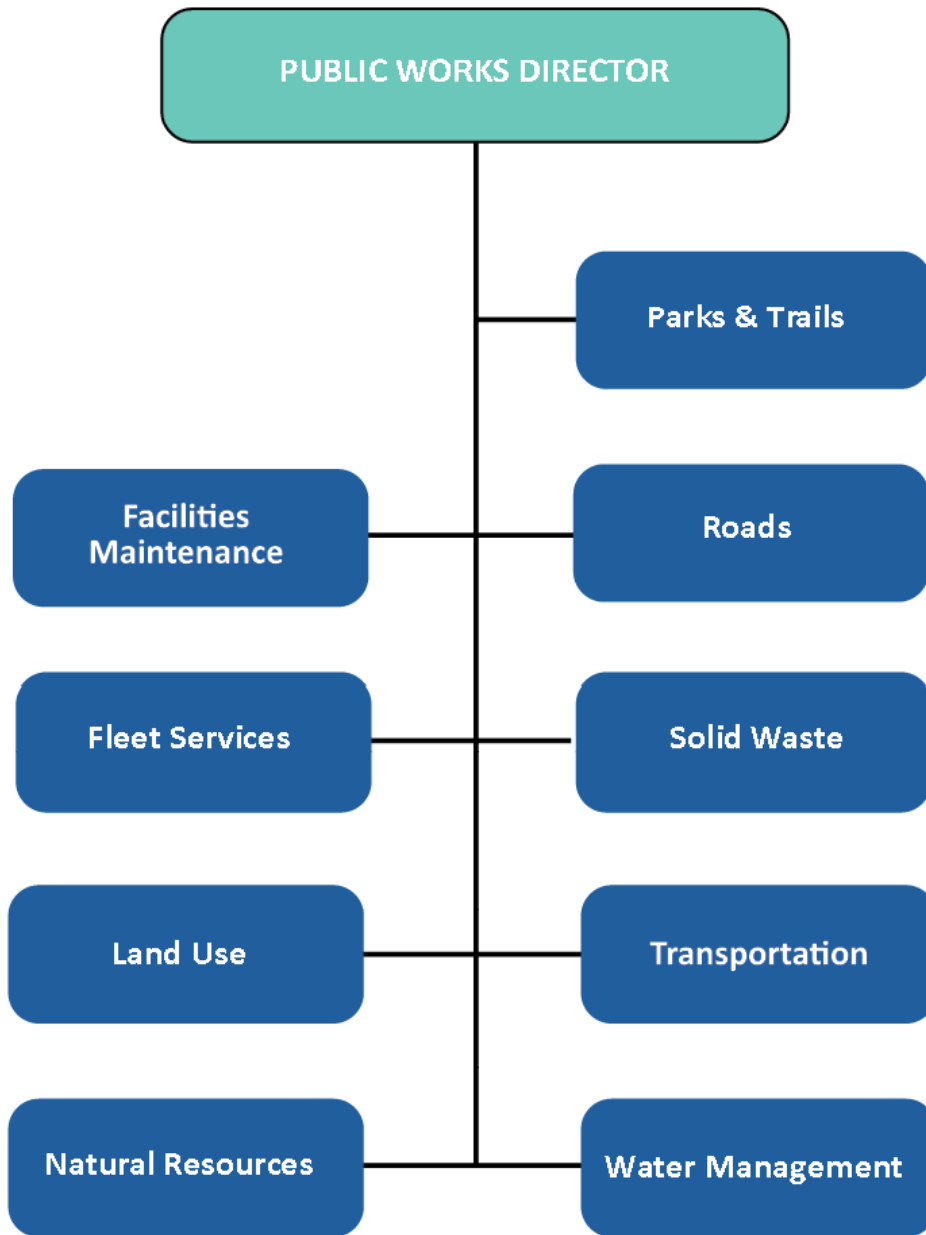 PUBLIC WORKS DIRECTOR
Parks & Trails
Facilities
Maintenance
Roads
Fleet Services
Solid Waste
Land Use
Transportation
Natural Resources
Water Management